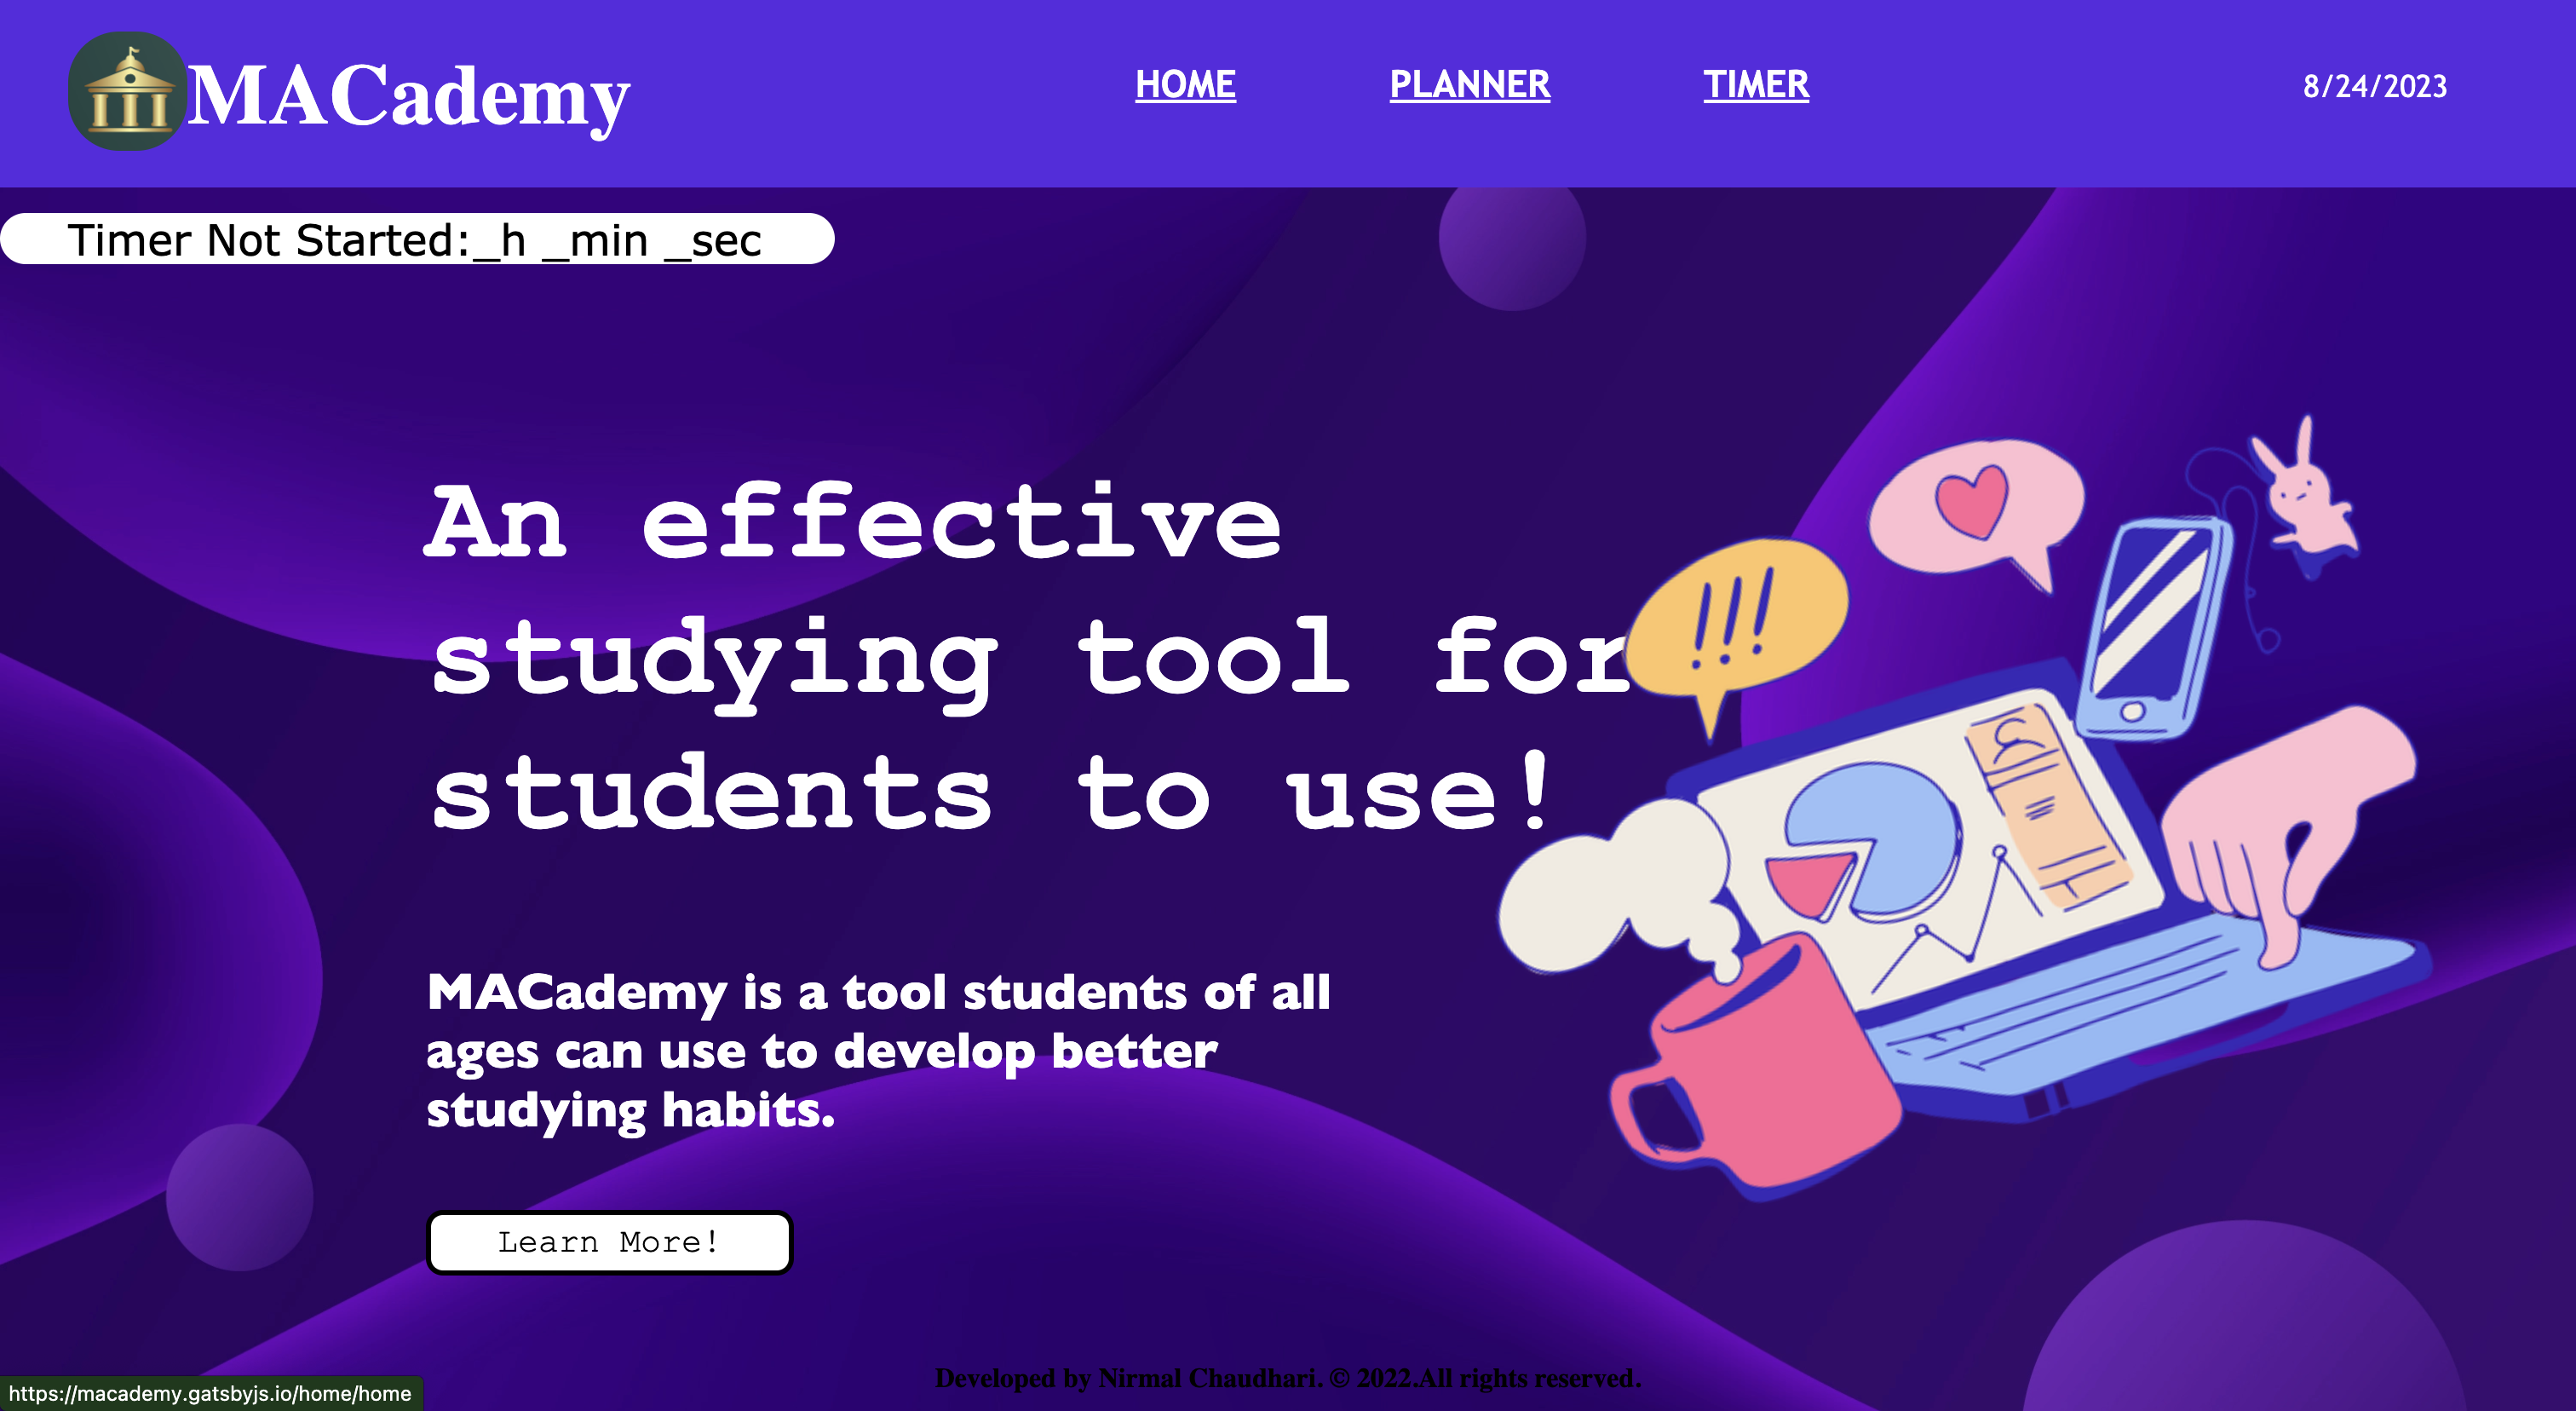 MACademy
HOME PLANNER TIMER 8/24/2023
Timer Not Started:_h _min _sec
An effective
studying tool for
students to use!
!!!
MACademy is a tool students of all
ages can use to develop better
studying habits.
Learn More!
Developed by Nirmal Chaudhari. © 2022.All rights reserved.
https://macademy.gatsbyjs.io/home/home